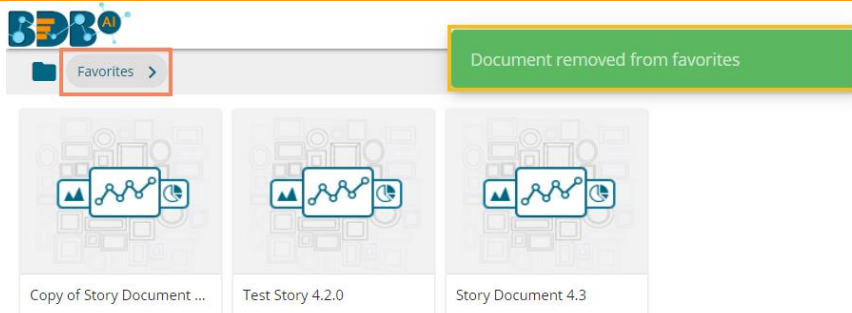 BDB AI
Document removed from favorites
Favorites >
Copy of Story Document ...
Test Story 4.2.0
Story Document 4.3